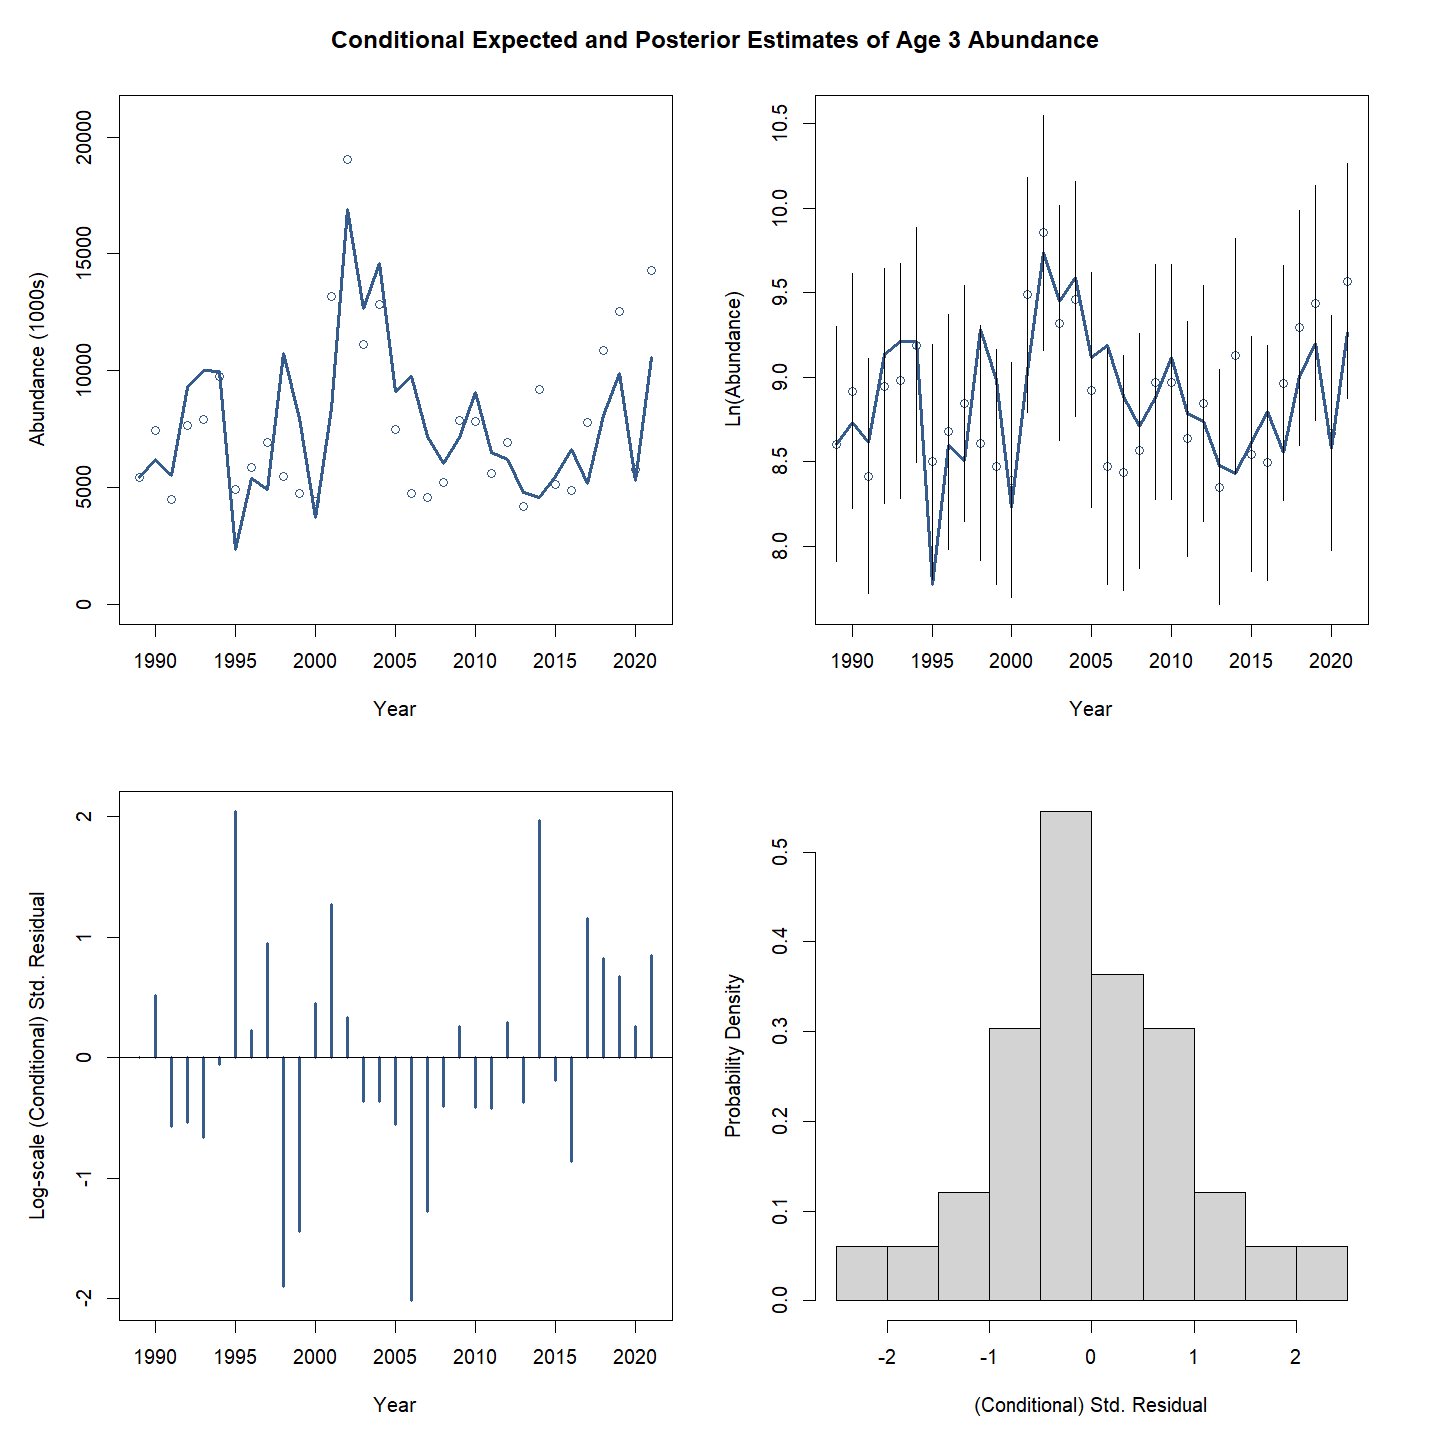 Conditional Expected and Posterior Estimates of Age 3 Abundance
Abundance (1000s)
20000
15000
10000
5000
0
1990 1995 2000 2005 2010 2015 2020
Year
Ln(Abundance)
10.5
10.0
9.5
9.0
8.5
8.0
1990 1995 2000 2005 2010 2015 2020
Year
Log-scale (Conditional) Std. Residual
2
1
0
-1
-2
1990 1995 2000 2005 2010 2015 2020
Year
Probability Density
0.5
0.4
0.3
0.2
0.1
0.0
-2 -1 0 1 2
(Conditional) Std. Residual